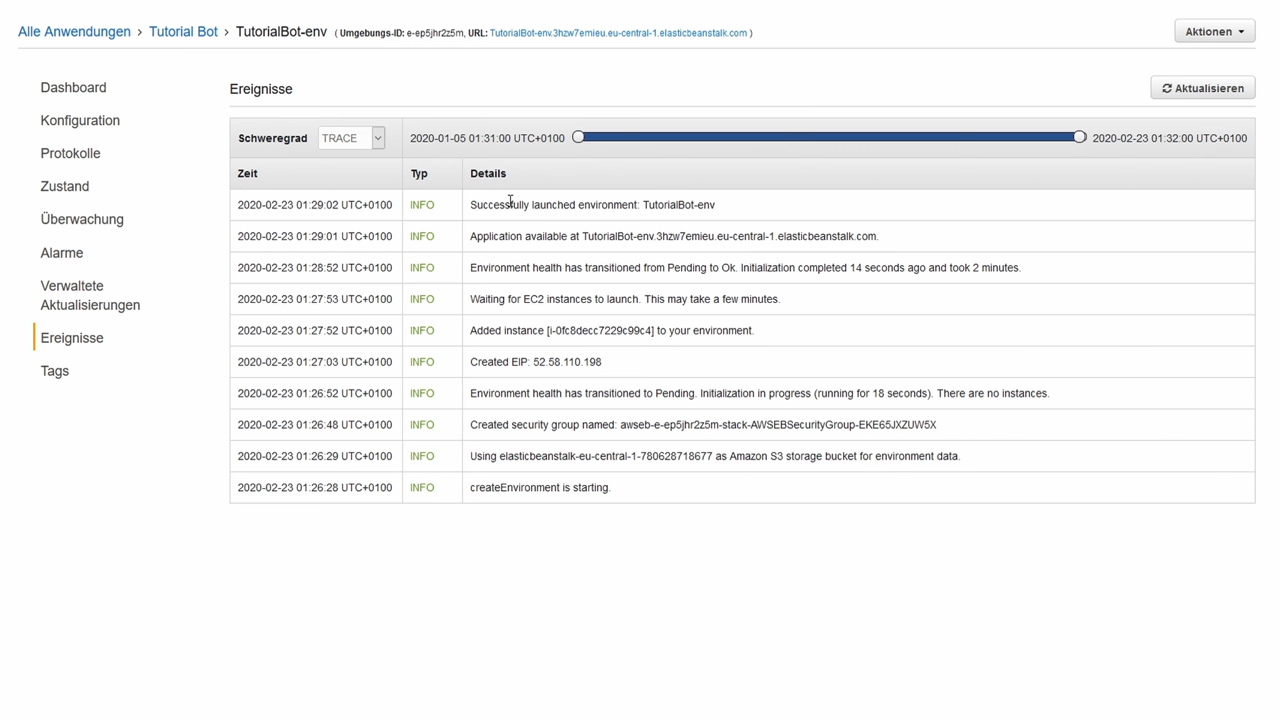 Alle Anwendungen > Tutorial Bot > TutorialBot-env ( Umgebungs-ID: e-ep5jhr2z5m, URL: TutorialBot-env.3hzw7emieu.eu-central-1.elasticbeanstalk.com )
Aktionen
Dashboard
Konfiguration
Protokolle
Zustand
Überwachung
Alarme
Verwaltete
Aktualisierungen
Ereignisse
Tags
Ereignisse
Aktualisieren
Schweregrad TRACE 2020-01-05 01:31:00 UTC+0100 2020-02-23 01:32:00 UTC+0100
Zeit Typ Details
2020-02-23 01:29:02 UTC+0100 INFO Successfully launched environment: TutorialBot-env
2020-02-23 01:29:01 UTC+0100 INFO Application available at TutorialBot-env.3hzw7emieu.eu-central-1.elasticbeanstalk.com.
2020-02-23 01:28:52 UTC+0100 INFO Environment health has transitioned from Pending to Ok. Initialization completed 14 seconds ago and took 2 minutes.
2020-02-23 01:27:53 UTC+0100 INFO Waiting for EC2 instances to launch. This may take a few minutes.
2020-02-23 01:27:52 UTC+0100 INFO Added instance [i-0fc8decc7229c99c4] to your environment.
2020-02-23 01:27:03 UTC+0100 INFO Created EIP: 52.58.110.198
2020-02-23 01:26:52 UTC+0100 INFO Environment health has transitioned to Pending. Initialization in progress (running for 18 seconds). There are no instances.
2020-02-23 01:26:48 UTC+0100 INFO Created security group named: awseb-e-ep5jhr2z5m-stack-AWSEBSecurityGroup-EKE65JXZUW5X
2020-02-23 01:26:29 UTC+0100 INFO Using elasticbeanstalk-eu-central-1-780628718677 as Amazon S3 storage bucket for environment data.
2020-02-23 01:26:28 UTC+0100 INFO createEnvironment is starting.